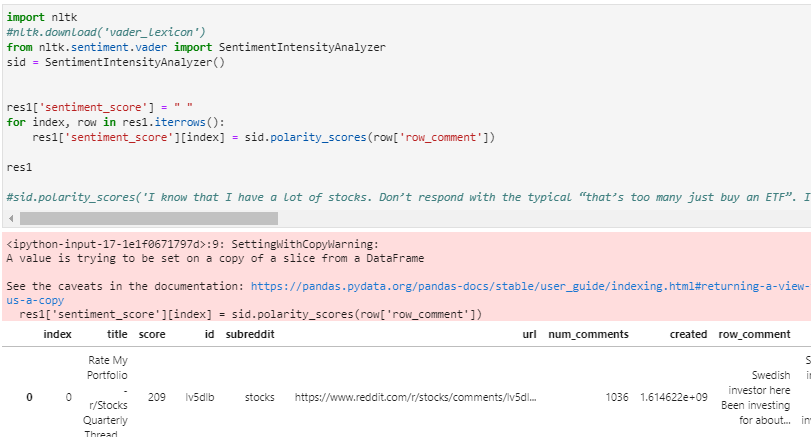 import nltk
#nltk.download('vader_lexicon')
from nltk.sentiment.vader import SentimentIntensityAnalyzer
sid = SentimentIntensityAnalyzer()
res1['sentiment_score'] = " "
for index, row in res1.iterrows():
    res1['sentiment_score'][index] = sid.polarity_scores(row['row_comment'])
res1
#sid.polarity_scores('I know that I have a lot of stocks. Don’t respond with the typical “that’s too many just buy an ETF”. I
<ipython-input-17-1e1f0671797d>:9: SettingWithCopyWarning:
A value is trying to be set on a copy of a slice from a DataFrame
See the caveats in the documentation: https://pandas.pydata.org/pandas-docs/stable/user_guide/indexing.html#returning-a-view-
us-a-copy
  res1['sentiment_score'][index] = sid.polarity_scores(row['row_comment'])
index title score id subreddit url num_comments created row_comment
Rate My
Portfolio
-
r/Stocks
Quarterly
Thread...
0 0 209 lv5dlb stocks https://www.reddit.com/r/stocks/comments/lv5dl... 1036 1.614622e+09
Swedish
investor here
Been investing
for about...